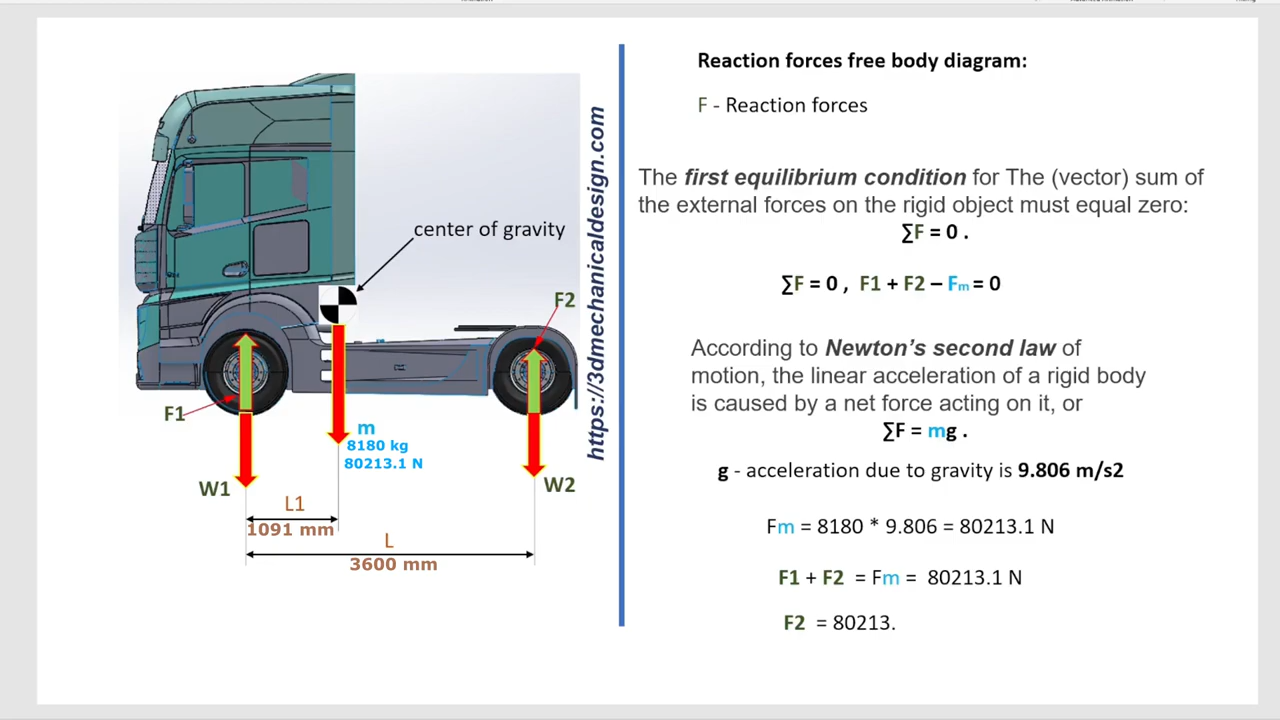 Reaction forces free body diagram:
F - Reaction forces
The first equilibrium condition for The (vector) sum of
the external forces on the rigid object must equal zero:
∑F = 0 .
∑F = 0 , F1 + F2 – Fm = 0
According to Newton's second law of
motion, the linear acceleration of a rigid body
is caused by a net force acting on it, or
∑F = mg .
g - acceleration due to gravity is 9.806 m/s2
Fm = 8180 * 9.806 = 80213.1 N
F1 + F2 = Fm = 80213.1 N
F2 = 80213.
https://3dmechanicaldesign.com
center of gravity
F2
F1
m
8180 kg
80213.1 N
W1
W2
L1
1091 mm
L
3600 mm